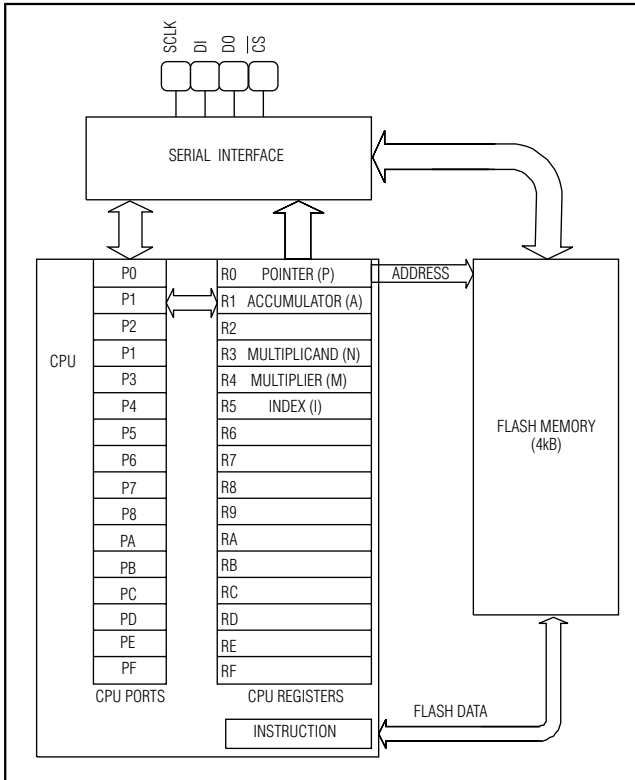 SCLK
DI
DO
CS
SERIAL INTERFACE
CPU
P0
P1
P2
P1
P3
P4
P5
P6
P7
P8
PA
PB
PC
PD
PE
PF
CPU PORTS
R0 POINTER (P)
R1 ACCUMULATOR (A)
R2
R3 MULTIPLICAND (N)
R4 MULTIPLIER (M)
R5 INDEX (I)
R6
R7
R8
R9
RA
RB
RC
RD
RE
RF
CPU REGISTERS
INSTRUCTION
ADDRESS
FLASH MEMORY
(4kB)
FLASH DATA